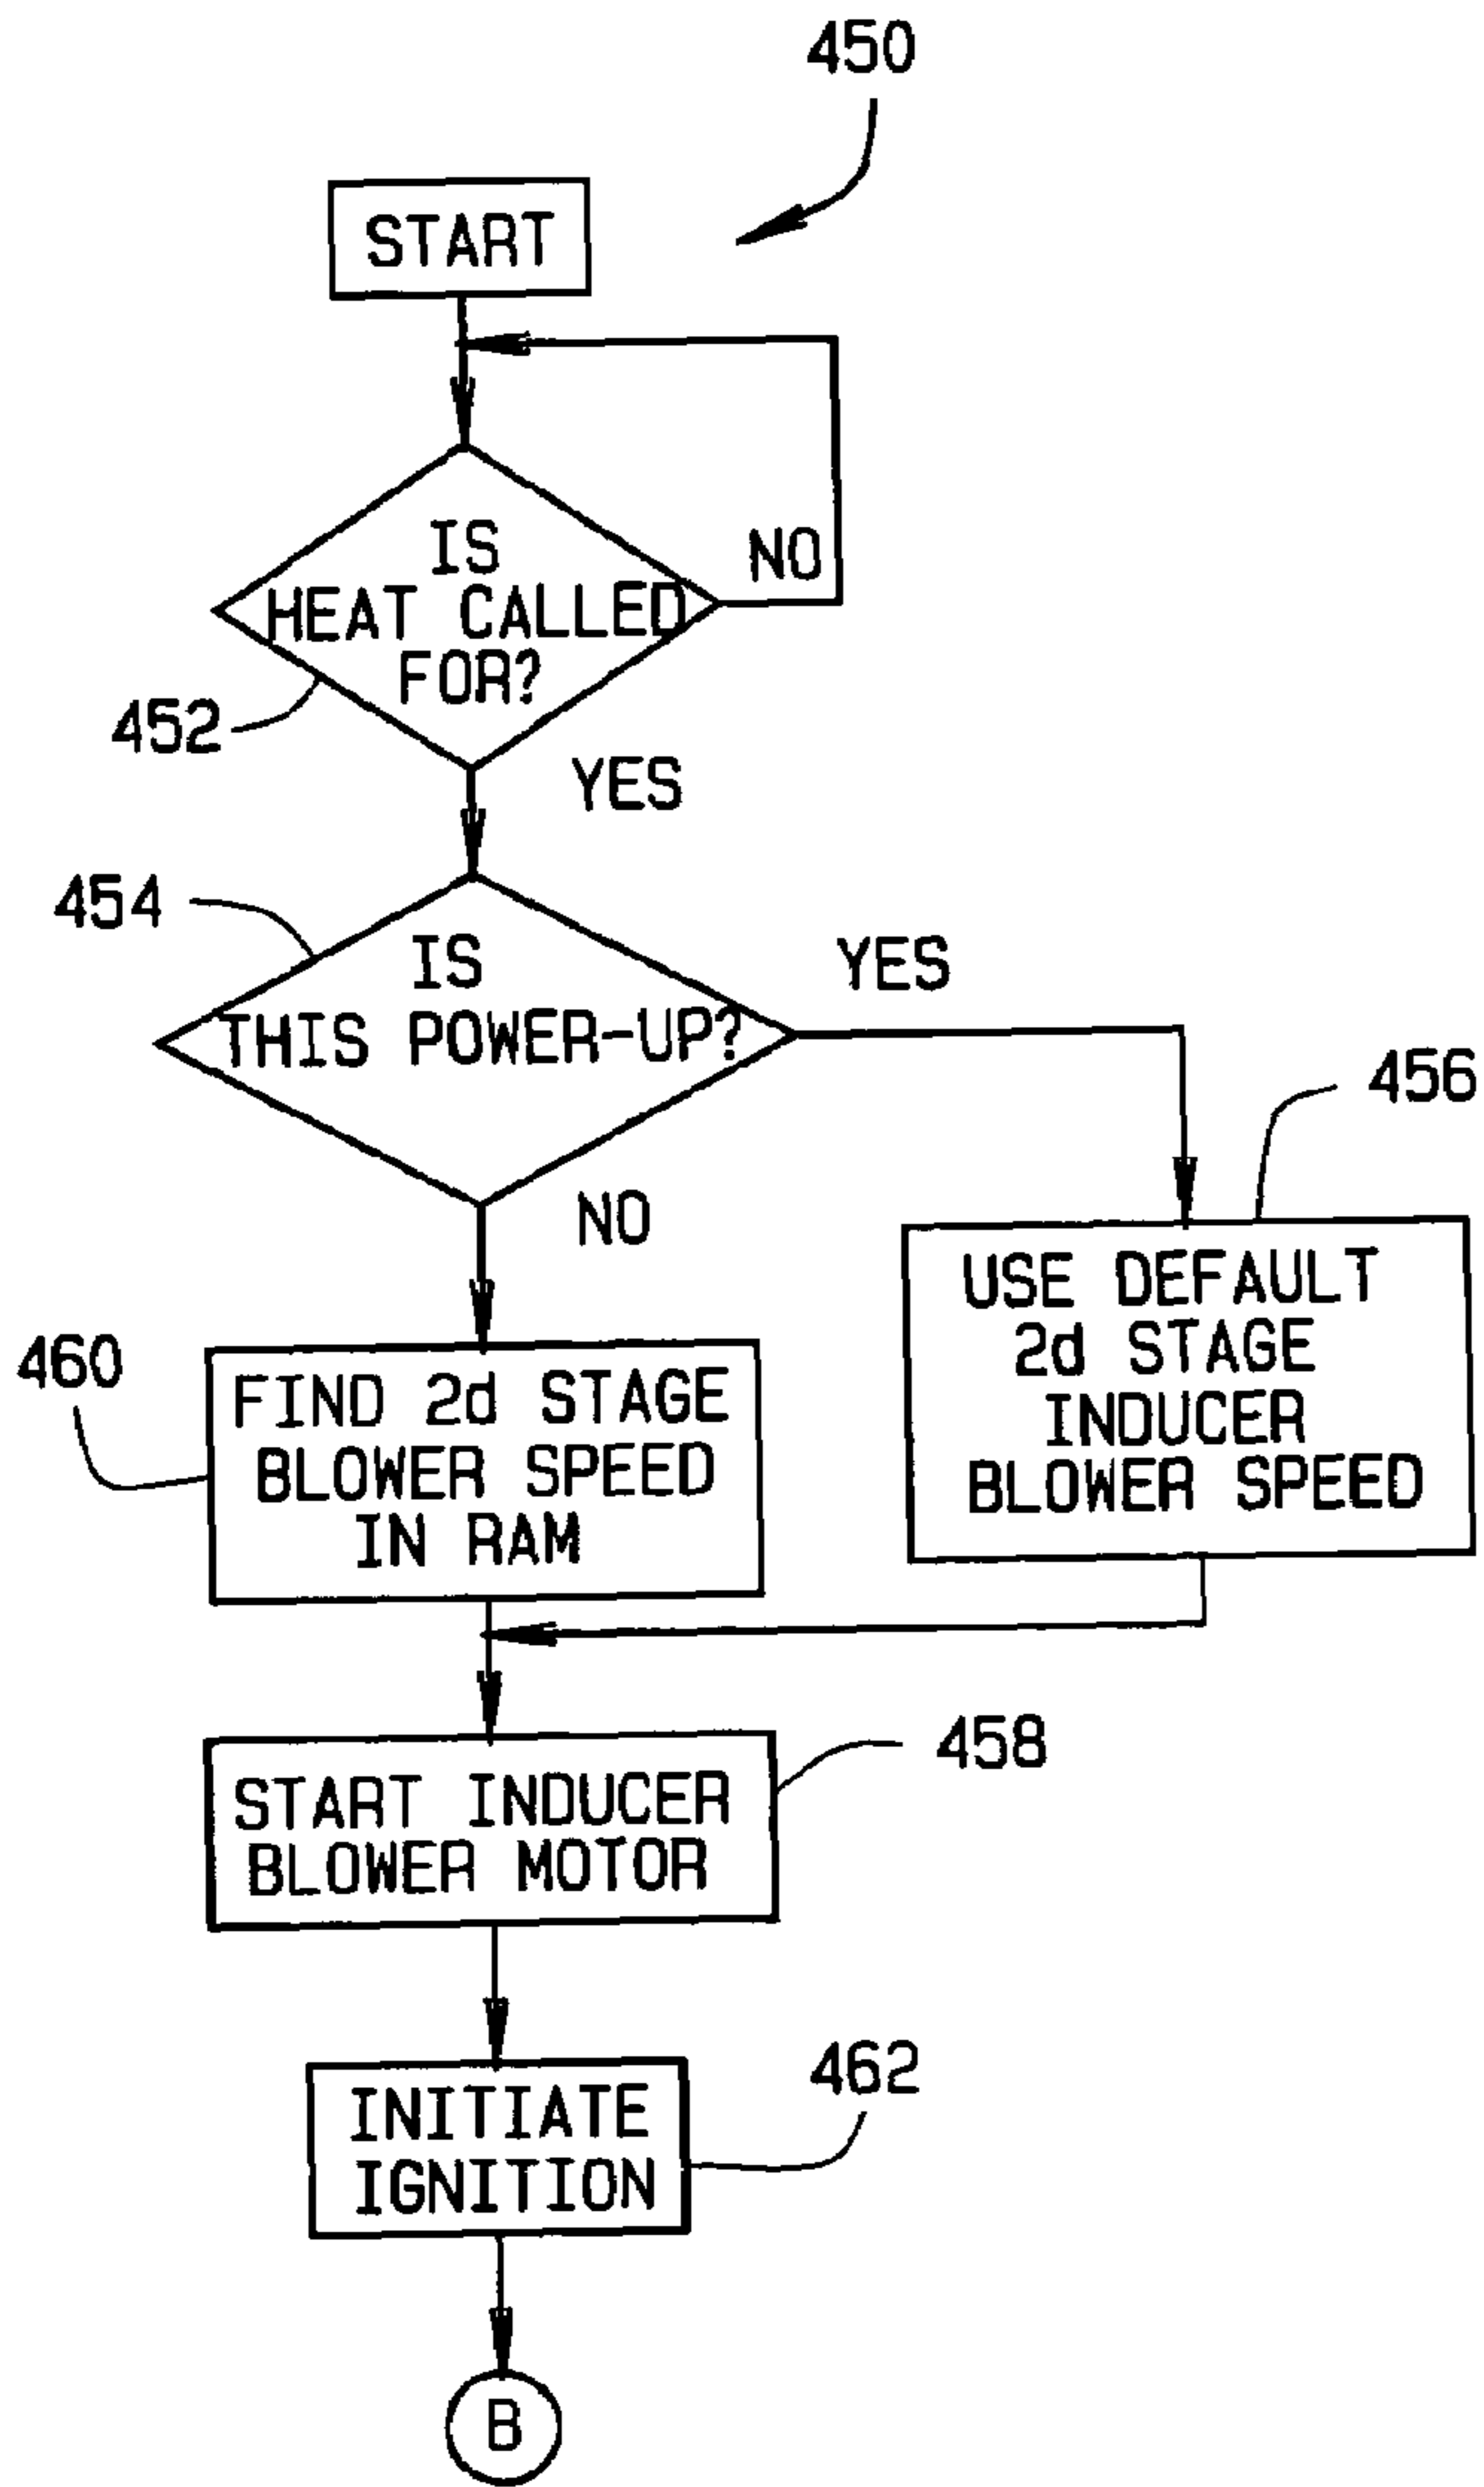 450
START
IS
HEAT CALLED
FOR?
NO
452
YES
454
IS
THIS POWER-UP?
YES
456
NO
USE DEFAULT
2d STAGE
INDUCER
BLOWER SPEED
460
FIND 2d STAGE
BLOWER SPEED
IN RAM
458
START INDUCER
BLOWER MOTOR
462
INITIATE
IGNITION
B